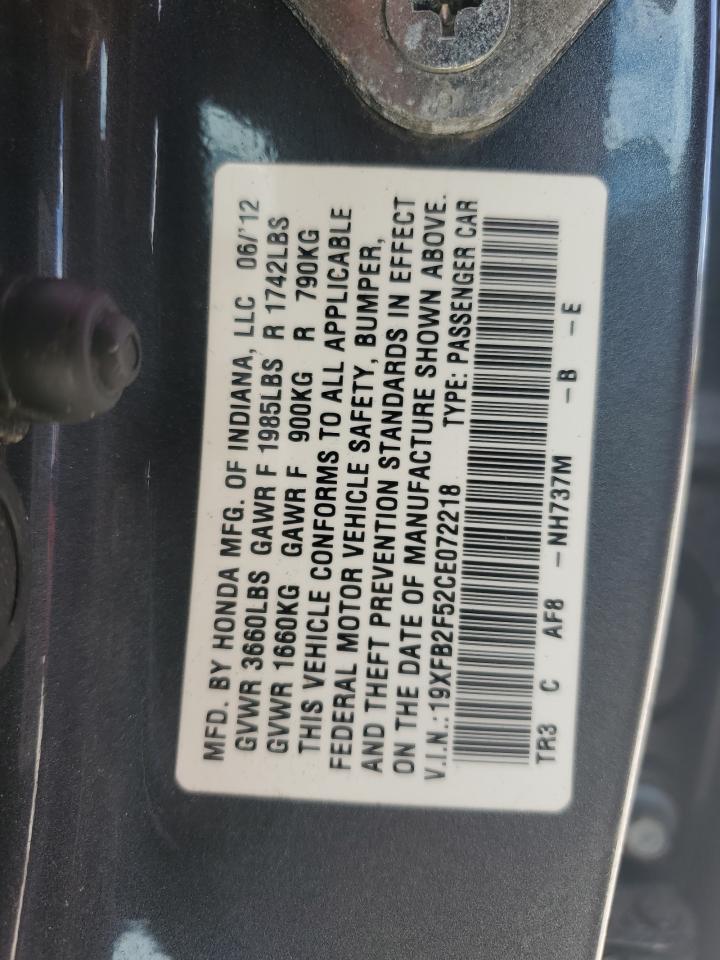 MFD. BY HONDA MFG. OF INDIANA, LLC 06/'12
GVWR 3660LBS GAWR F 1985LBS, R 1742LBS
GVWR 1660KG GAWR F 900KG R 790KG
THIS VEHICLE CONFORMS TO ALL APPLICABLE
FEDERAL MOTOR VEHICLE SAFETY, BUMPER,
AND THEFT PREVENTION STANDARDS IN EFFECT
ON THE DATE OF MANUFACTURE SHOWN ABOVE.
V.I.N.: 19XFB2F52CE072218 TYPE: PASSENGER CAR
TR3 C AF8 -NH737M -B -E